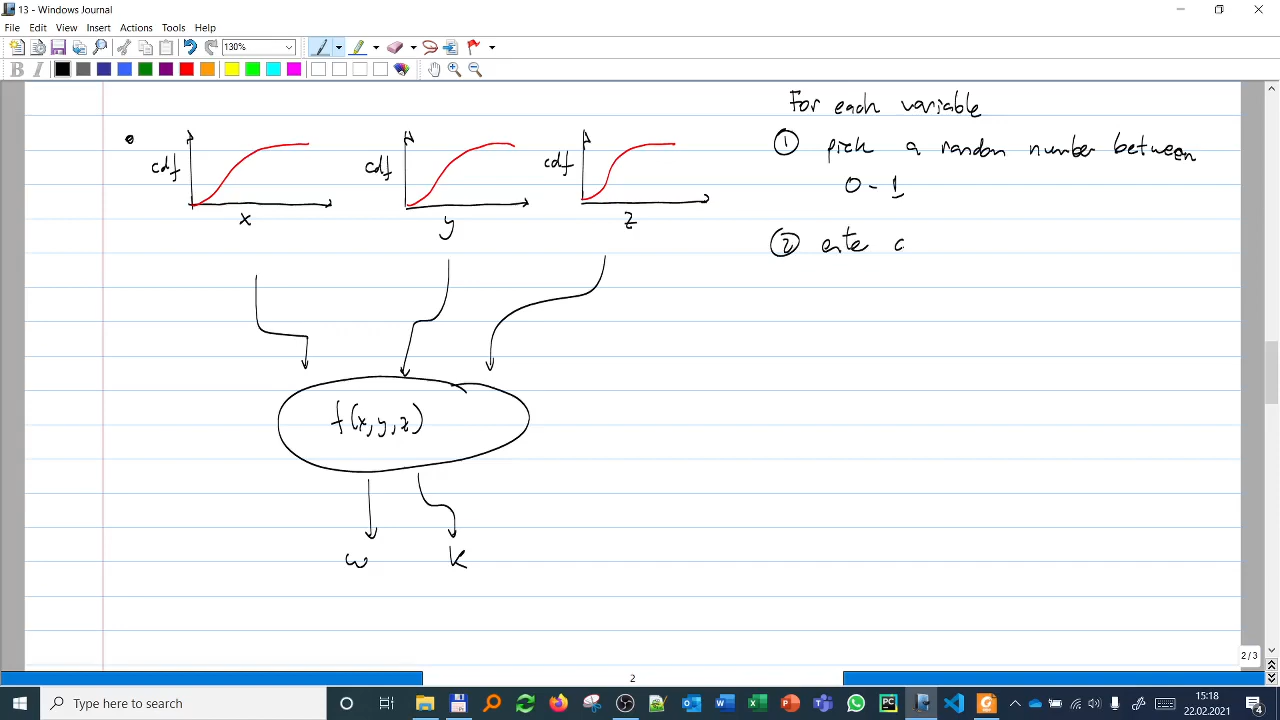 13 - Windows Journal
File Edit View Insert Actions Tools Help
130%
B I
For each variable
① pick a random number between
0 - 1
cdf cdf cdf
x y z
② ente c
f(x, y, z)
w k
2 / 3
2
Type here to search
15:18
22.02.2021